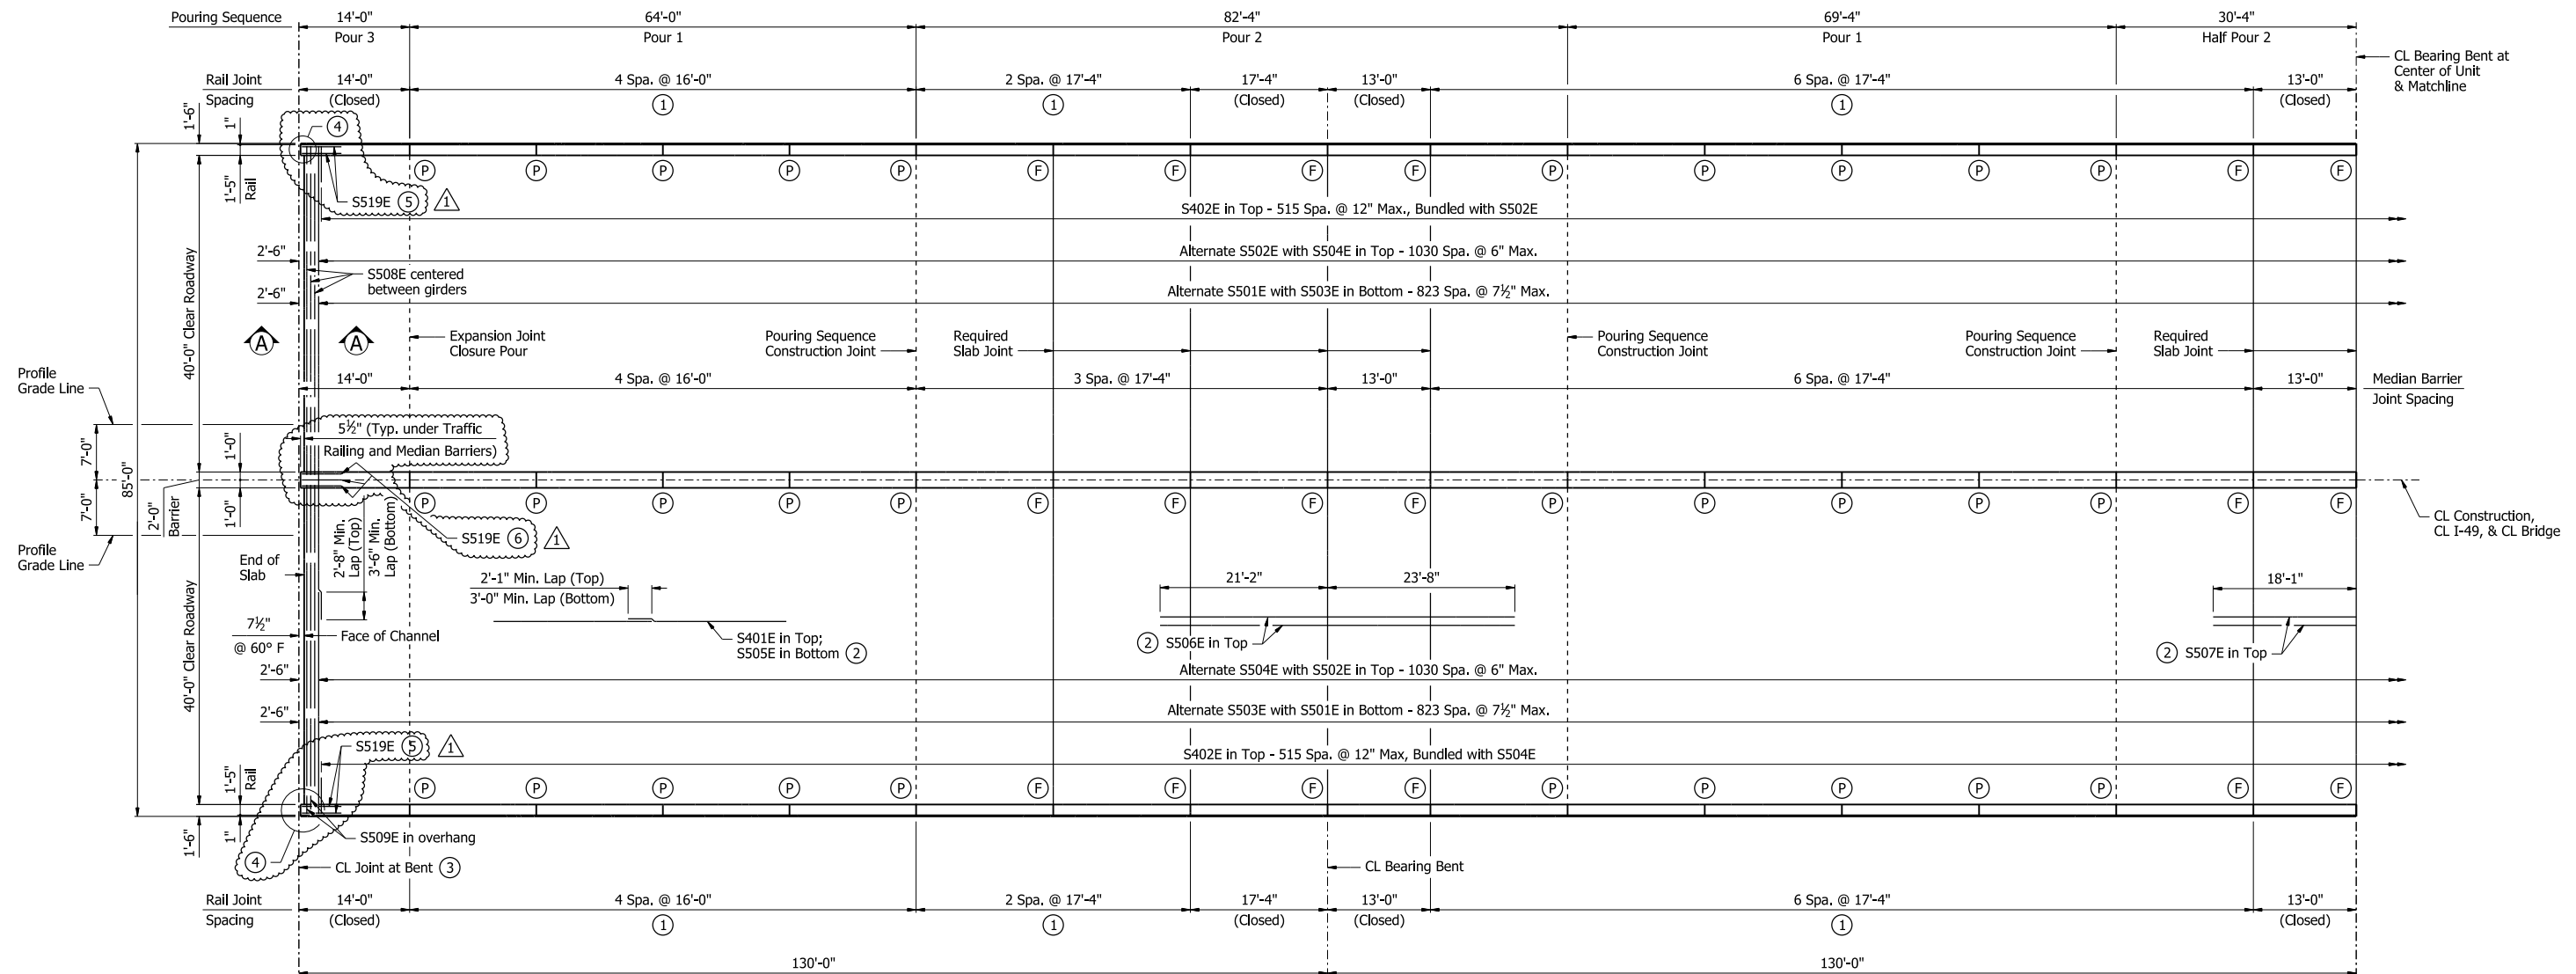 Pouring Sequence
14'-0"
64'-0"
82'-4"
69'-4"
30'-4"
Pour 3
Pour 1
Pour 2
Pour 1
Half Pour 2
CL Bearing Bent at
Center of Unit
& Matchline
Rail Joint
Spacing
14'-0"
(Closed)
4 Spa. @ 16'-0"
1
2 Spa. @ 17'-4"
1
17'-4"
(Closed)
13'-0"
(Closed)
6 Spa. @ 17'-4"
1
13'-0"
(Closed)
1'-6"
1"
4
P P P P P F F F F P P P P P F F
1'-5"
Rail
S519E 5
1
S402E in Top - 515 Spa. @ 12" Max., Bundled with S502E
2'-6"
Alternate S502E with S504E in Top - 1030 Spa. @ 6" Max.
S508E centered
between girders
2'-6"
Alternate S501E with S503E in Bottom - 823 Spa. @ 7½" Max.
40'-0" Clear Roadway
A A
Expansion Joint
Closure Pour
Pouring Sequence
Construction Joint
Required
Slab Joint
Pouring Sequence
Construction Joint
Pouring Sequence
Construction Joint
Required
Slab Joint
Profile
Grade Line
14'-0"
4 Spa. @ 16'-0"
3 Spa. @ 17'-4"
13'-0"
6 Spa. @ 17'-4"
13'-0"
Median Barrier
Joint Spacing
5½" (Typ. under Traffic
Railing and Median Barriers)
7'-0"
1'-0"
85'-0"
7'-0"
2'-0"
Barrier
1'-0"
P P P P P F F F F P P P P P F F
CL Construction,
CL I-49, & CL Bridge
S519E 6
1
Profile
Grade Line
End of
Slab
2'-8" Min.
Lap (Top)
3'-6" Min.
Lap (Bottom)
2'-1" Min. Lap (Top)
3'-0" Min. Lap (Bottom)
21'-2"
23'-8"
18'-1"
40'-0" Clear Roadway
7½"
@ 60° F
Face of Channel
S401E in Top;
S505E in Bottom 2
2 S506E in Top
2 S507E in Top
2'-6"
Alternate S504E with S502E in Top - 1030 Spa. @ 6" Max.
2'-6"
Alternate S503E with S501E in Bottom - 823 Spa. @ 7½" Max.
S519E 5
1
S402E in Top - 515 Spa. @ 12" Max, Bundled with S504E
1'-5"
Rail
P P P P P F F F F P P P P P F F
1'-6"
1"
S509E in overhang
4
CL Joint at Bent 3
CL Bearing Bent
Rail Joint
Spacing
14'-0"
(Closed)
4 Spa. @ 16'-0"
1
2 Spa. @ 17'-4"
1
17'-4"
(Closed)
13'-0"
(Closed)
6 Spa. @ 17'-4"
1
13'-0"
(Closed)
130'-0"
130'-0"